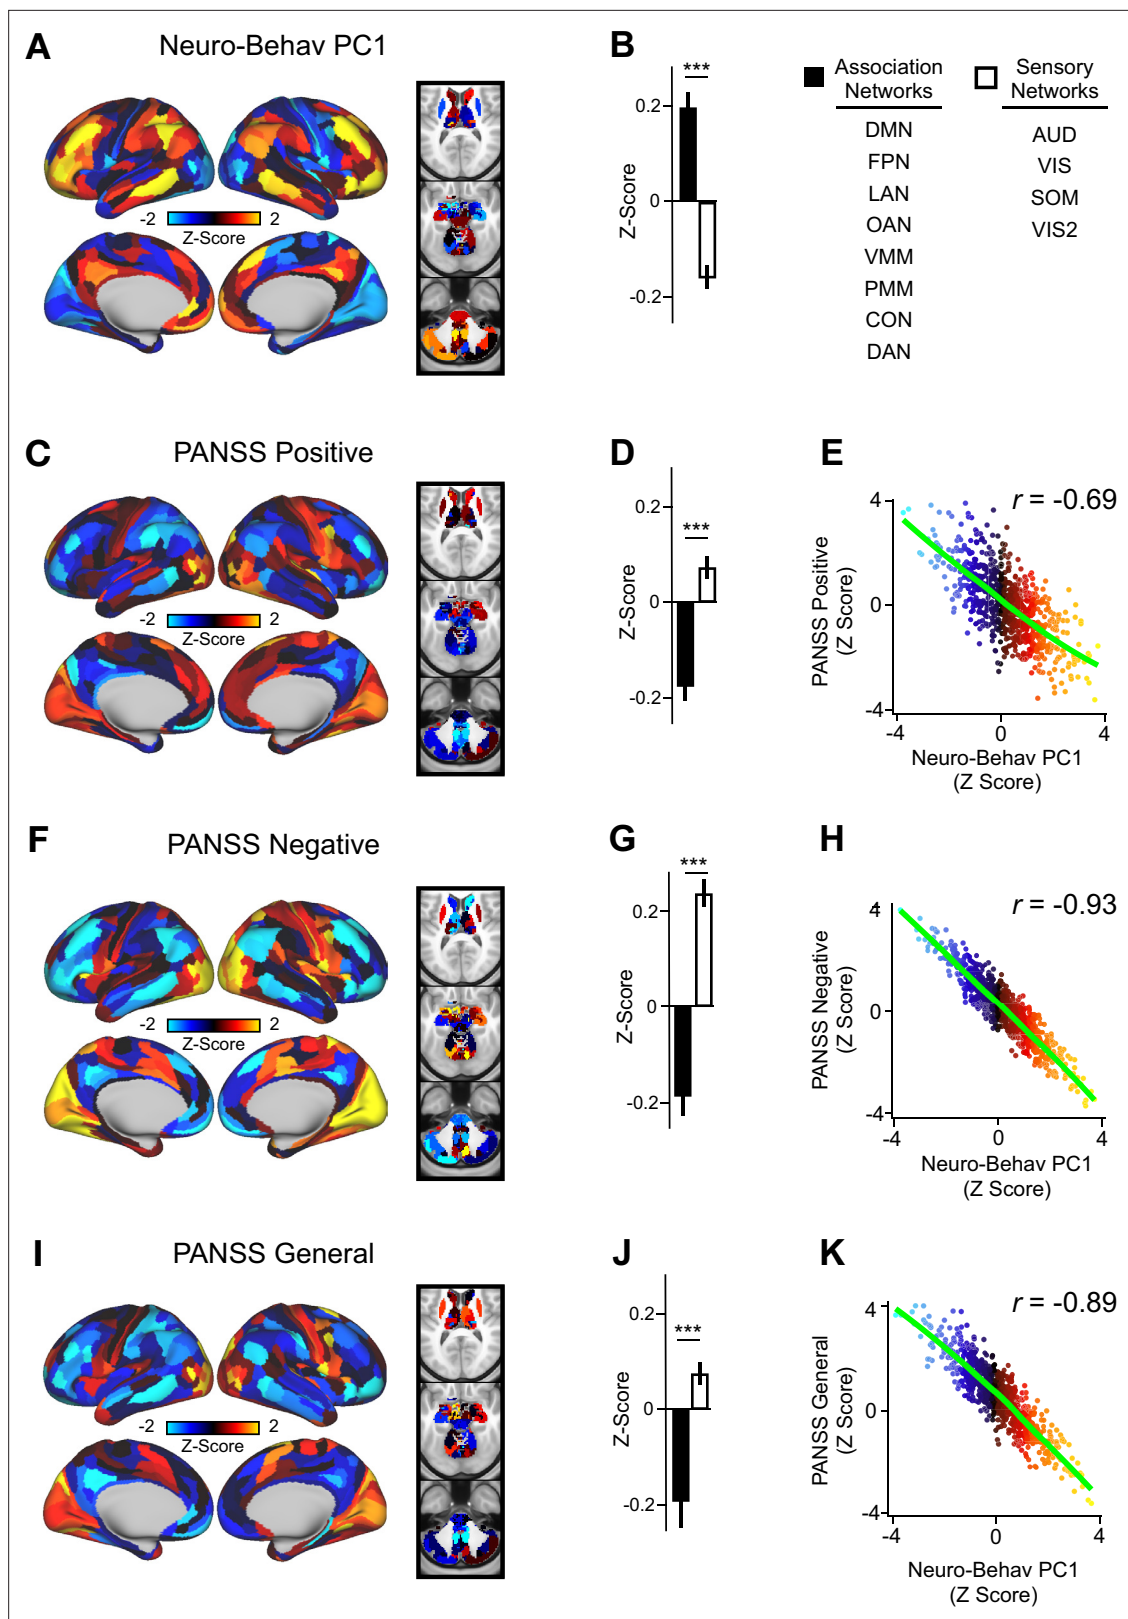 A
Neuro-Behav PC1
-2
2
Z-Score
B
***
0.2
0
-0.2
Z-Score
Association
Networks
DMN
FPN
LAN
OAN
VMM
PMM
CON
DAN
Sensory
Networks
AUD
VIS
SOM
VIS2
C
PANSS Positive
-2
2
Z-Score
D
***
0.2
0
-0.2
Z-Score
E
r = -0.69
4
0
-4
PANSS Positive
(Z Score)
-4
0
4
Neuro-Behav PC1
(Z Score)
F
PANSS Negative
-2
2
Z-Score
G
***
0.2
0
-0.2
Z-Score
H
r = -0.93
4
0
-4
PANSS Negative
(Z Score)
-4
0
4
Neuro-Behav PC1
(Z Score)
I
PANSS General
-2
2
Z-Score
J
***
0.2
0
-0.2
Z-Score
K
r = -0.89
4
0
-4
PANSS General
(Z Score)
-4
0
4
Neuro-Behav PC1
(Z Score)